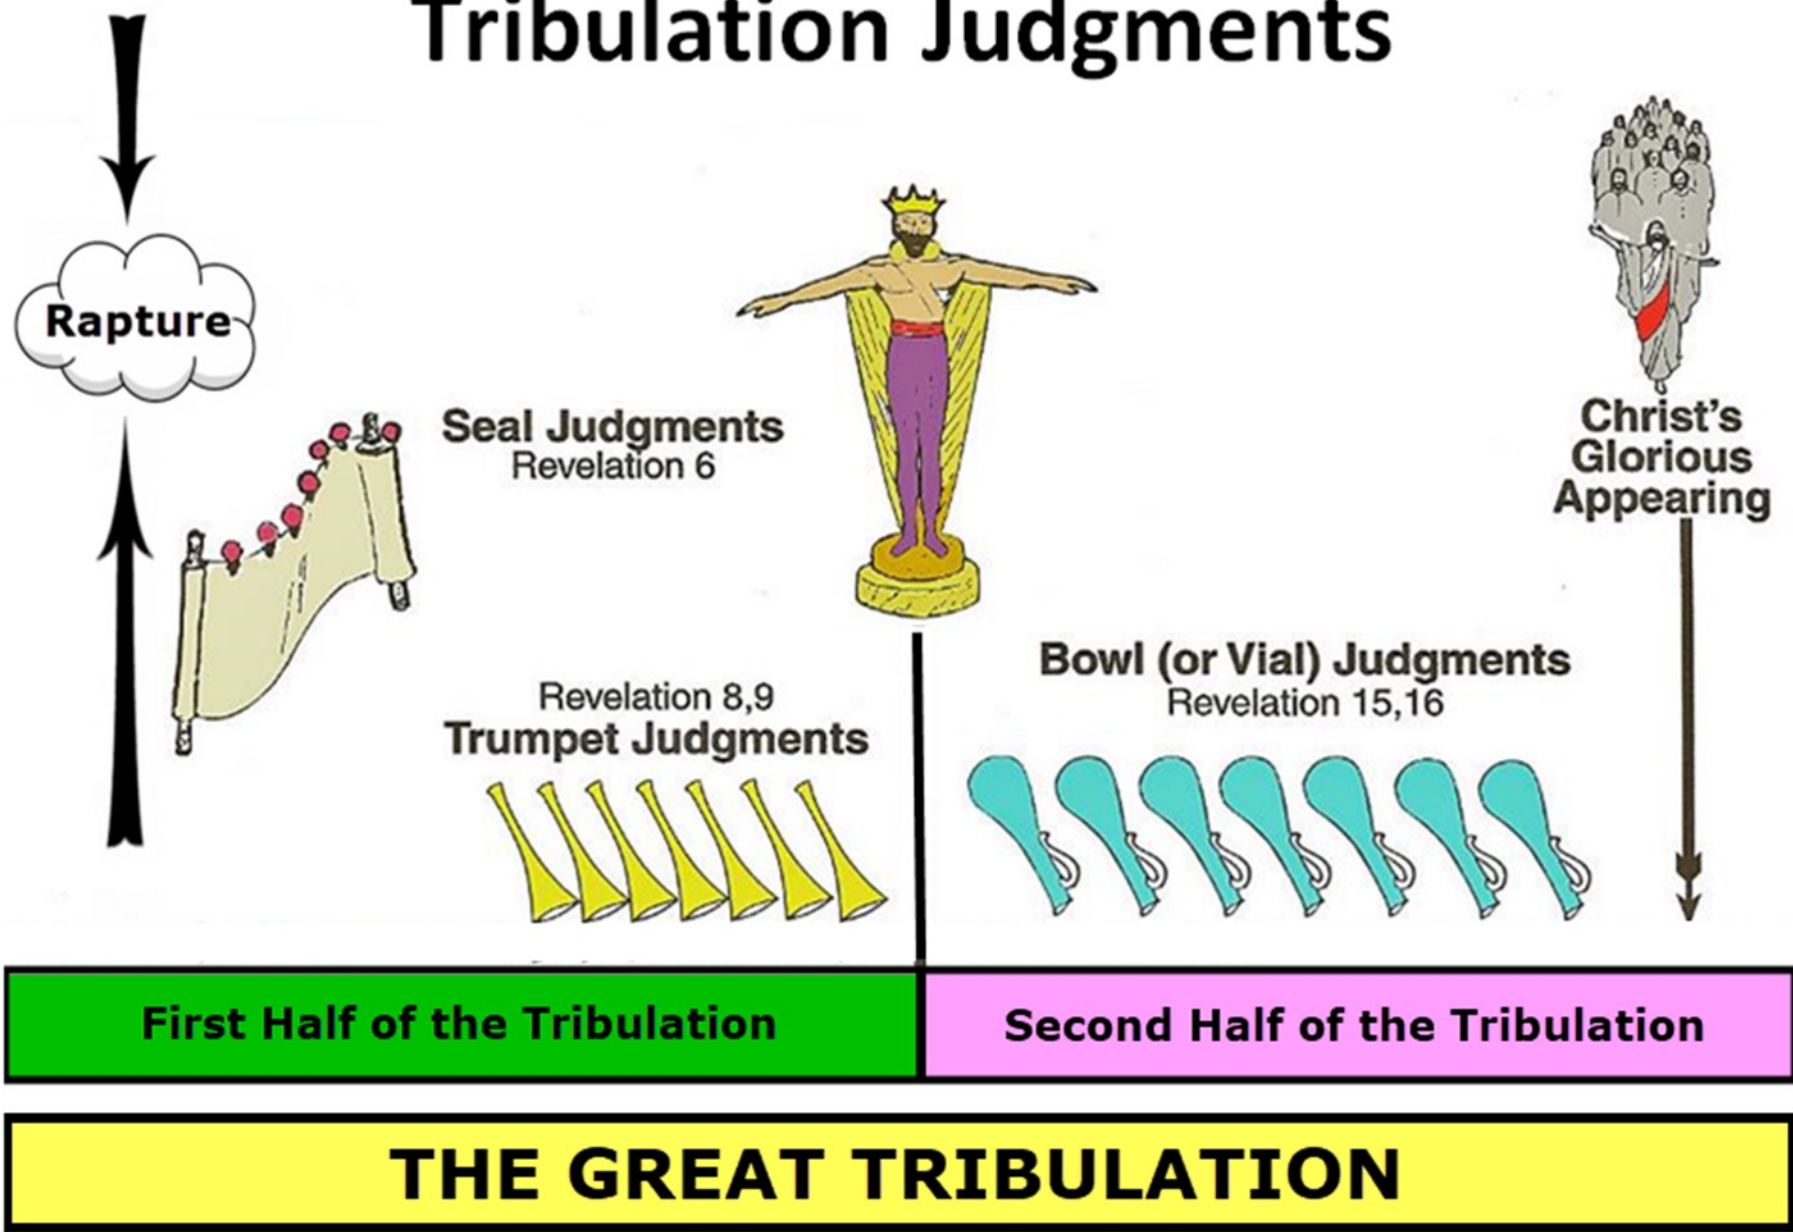 Tribulation Judgments
Rapture
Seal Judgments
Revelation 6
Christ's
Glorious
Appearing
Revelation 8,9
Trumpet Judgments
Bowl (or Vial) Judgments
Revelation 15,16
First Half of the Tribulation
Second Half of the Tribulation
THE GREAT TRIBULATION